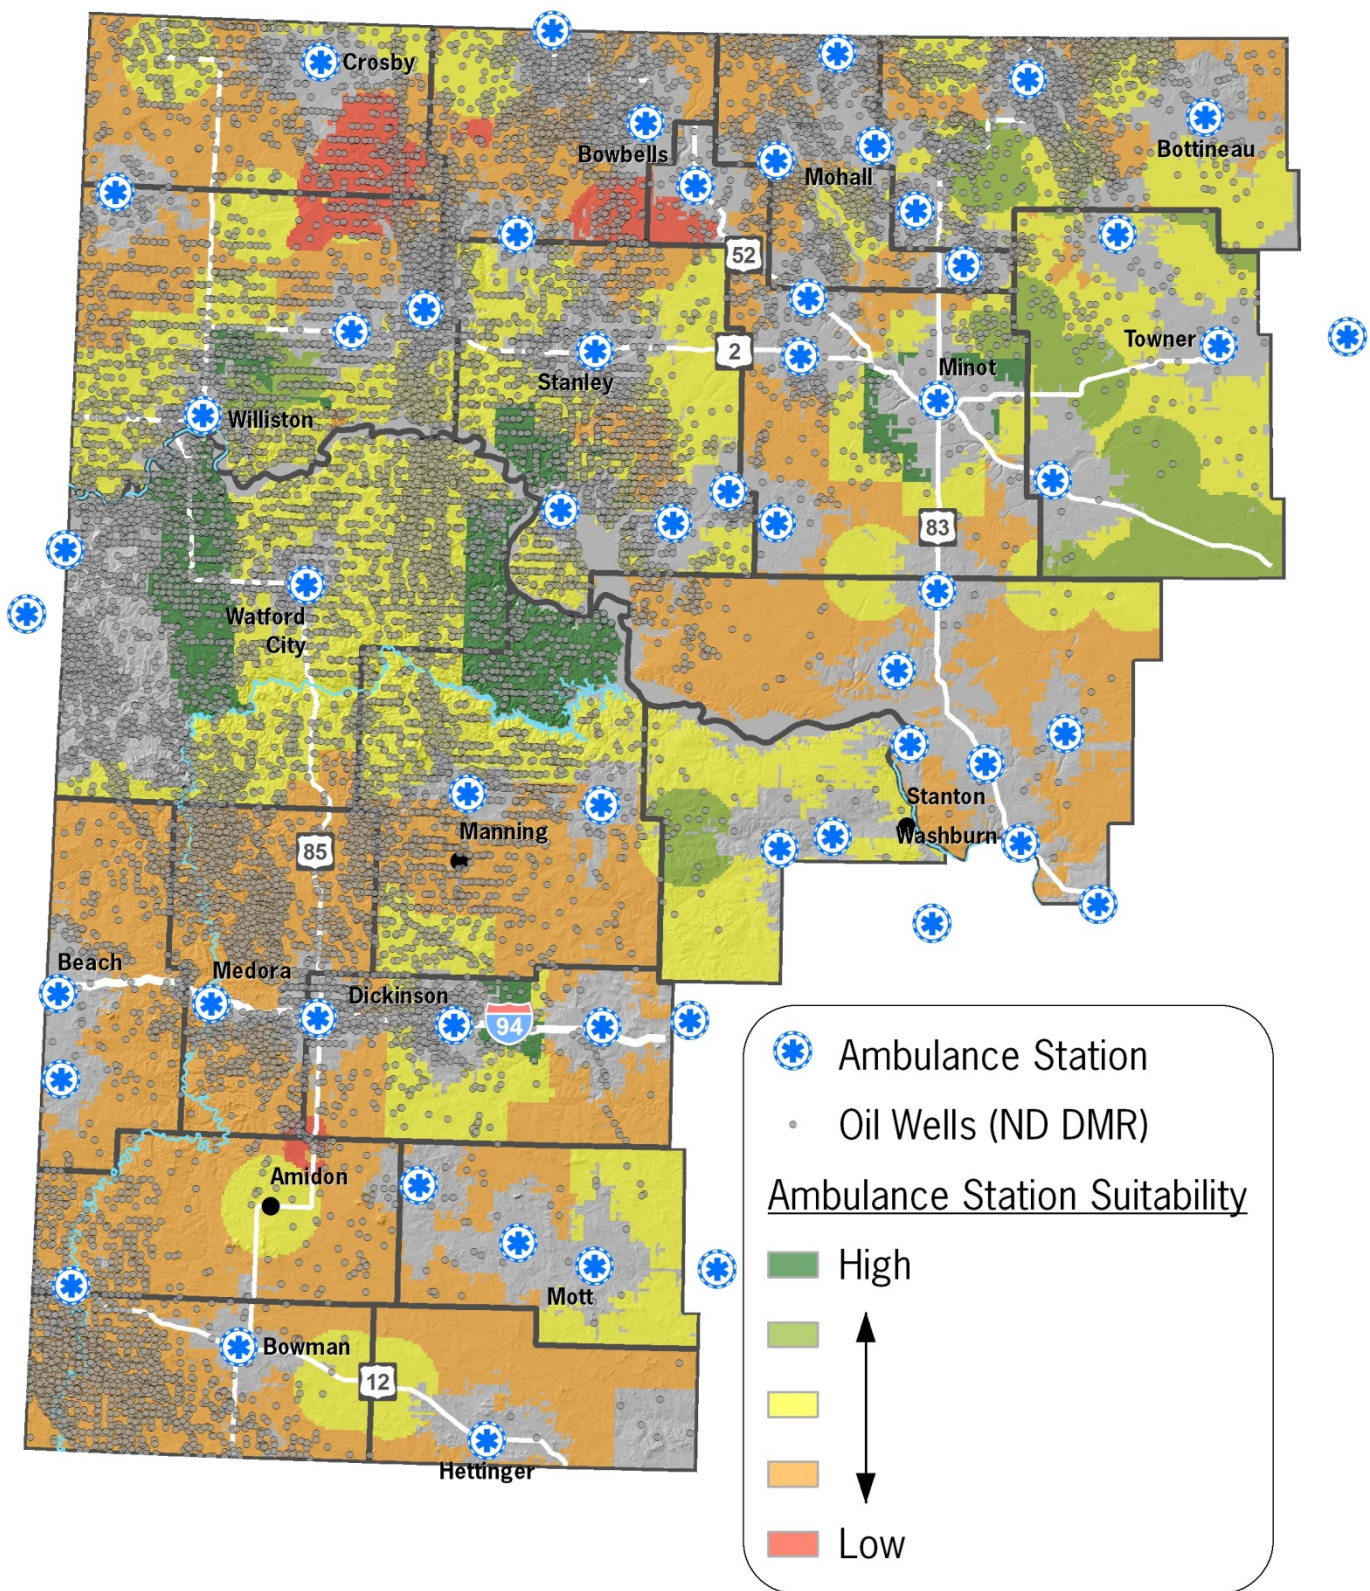 Crosby
Bowbells
Mohall
Bottineau
52
Towner
2
Stanley
Minot
Williston
83
Watford
City
Stanton
Washburn
Manning
85
Beach
Medora
Dickinson
94
Amidon
Mott
Bowman
12
Hettinger
Ambulance Station
Oil Wells (ND DMR)
Ambulance Station Suitability
High
Low